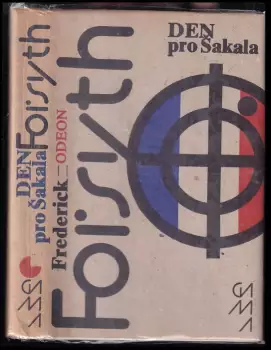 DEN
pro Šakala
Forsyth
Frederick
ODEON
DEN
pro Šakala
Forsyth